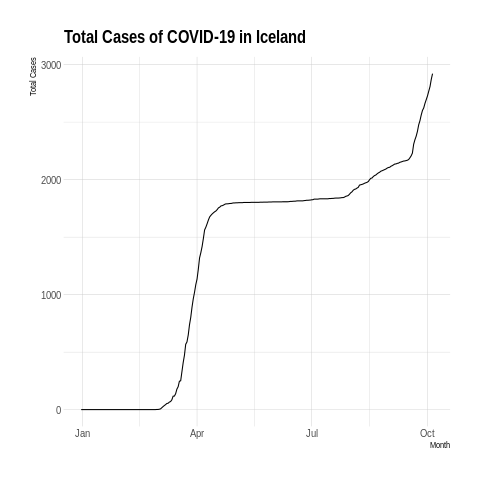 Total Cases of COVID-19 in Iceland
Total Cases
3000
2000
1000
0
Jan Apr Jul Oct
Month